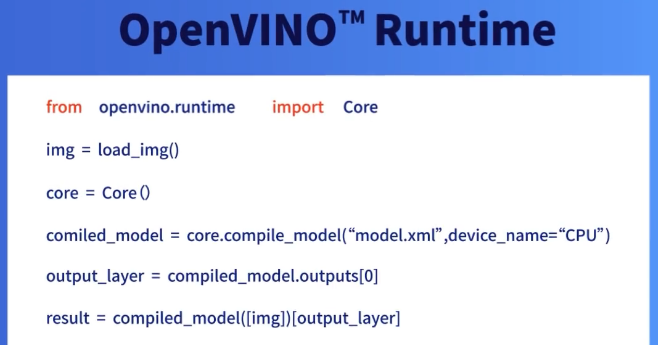 OpenVINO™ Runtime
from openvino.runtime import Core
img = load_img()
core = Core()
comiled_model = core.compile_model(“model.xml”,device_name=“CPU”)
output_layer = compiled_model.outputs[0]
result = compiled_model([img])[output_layer]